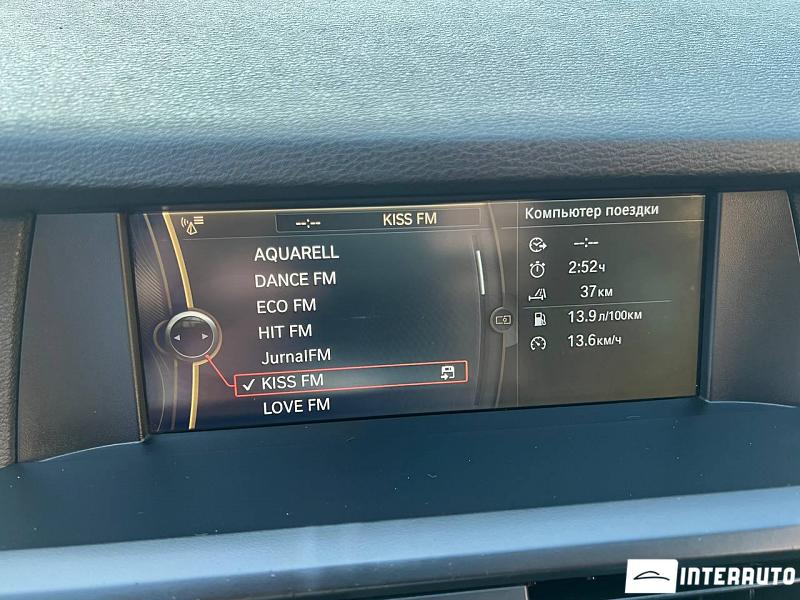 --:-- KISS FM
AQUARELL
DANCE FM
ECO FM
HIT FM
JurnalFM
KISS FM
LOVE FM
Компьютер поездки
--:--
2:52ч
37км
13.9л/100км
13.6км/ч
INTERAUTO